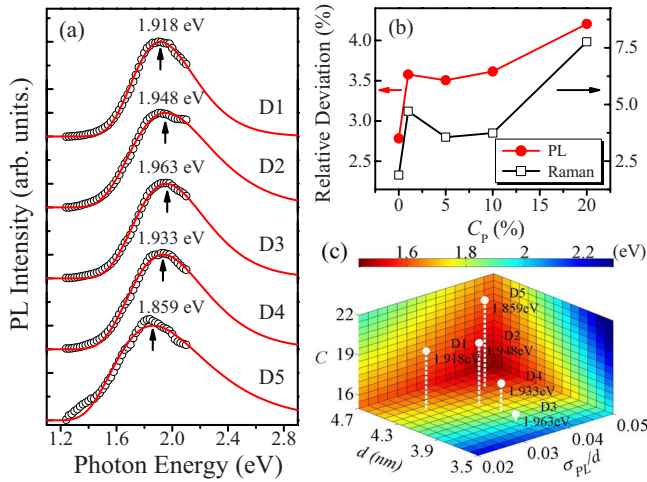 (a)
1.918 eV
D1
1.948 eV
D2
1.963 eV
D3
1.933 eV
D4
1.859 eV
D5
PL Intensity (arb. units.)
1.2 1.6 2.0 2.4 2.8
Photon Energy (eV)
(b)
Relative Deviation (%)
4.0
3.5
3.0
2.5
7.5
5.0
2.5
PL
Raman
0 5 10 15 20
C_P (%)
(c)
1.6 1.8 2 2.2 (eV)
22
19
16
C
D5
1.859eV
D1
1.918eV
D2
1.948eV
D4
1.933eV
D3
1.963eV
4.7 4.3 3.9 3.5
d (nm)
0.02 0.03 0.04 0.05
σ_PL/d